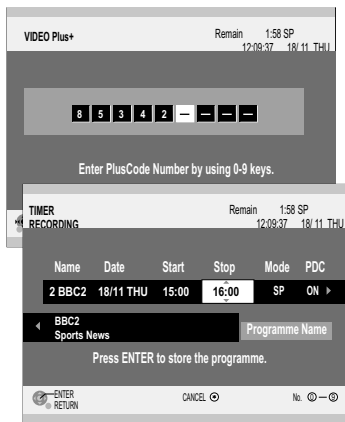 VIDEO Plus+ Remain 1:58 SP
12:09:37 18/ 11 THU
8 5 3 4 2 – – – –
Enter PlusCode Number by using 0-9 keys.
TIMER RECORDING Remain 1:58 SP
12:09:37 18/ 11 THU
Name Date Start Stop Mode PDC
2 BBC2 18/11 THU 15:00 16:00 SP ON
BBC2
Sports News Programme Name
Press ENTER to store the programme.
ENTER
RETURN CANCEL No. ⓪ – ⑨